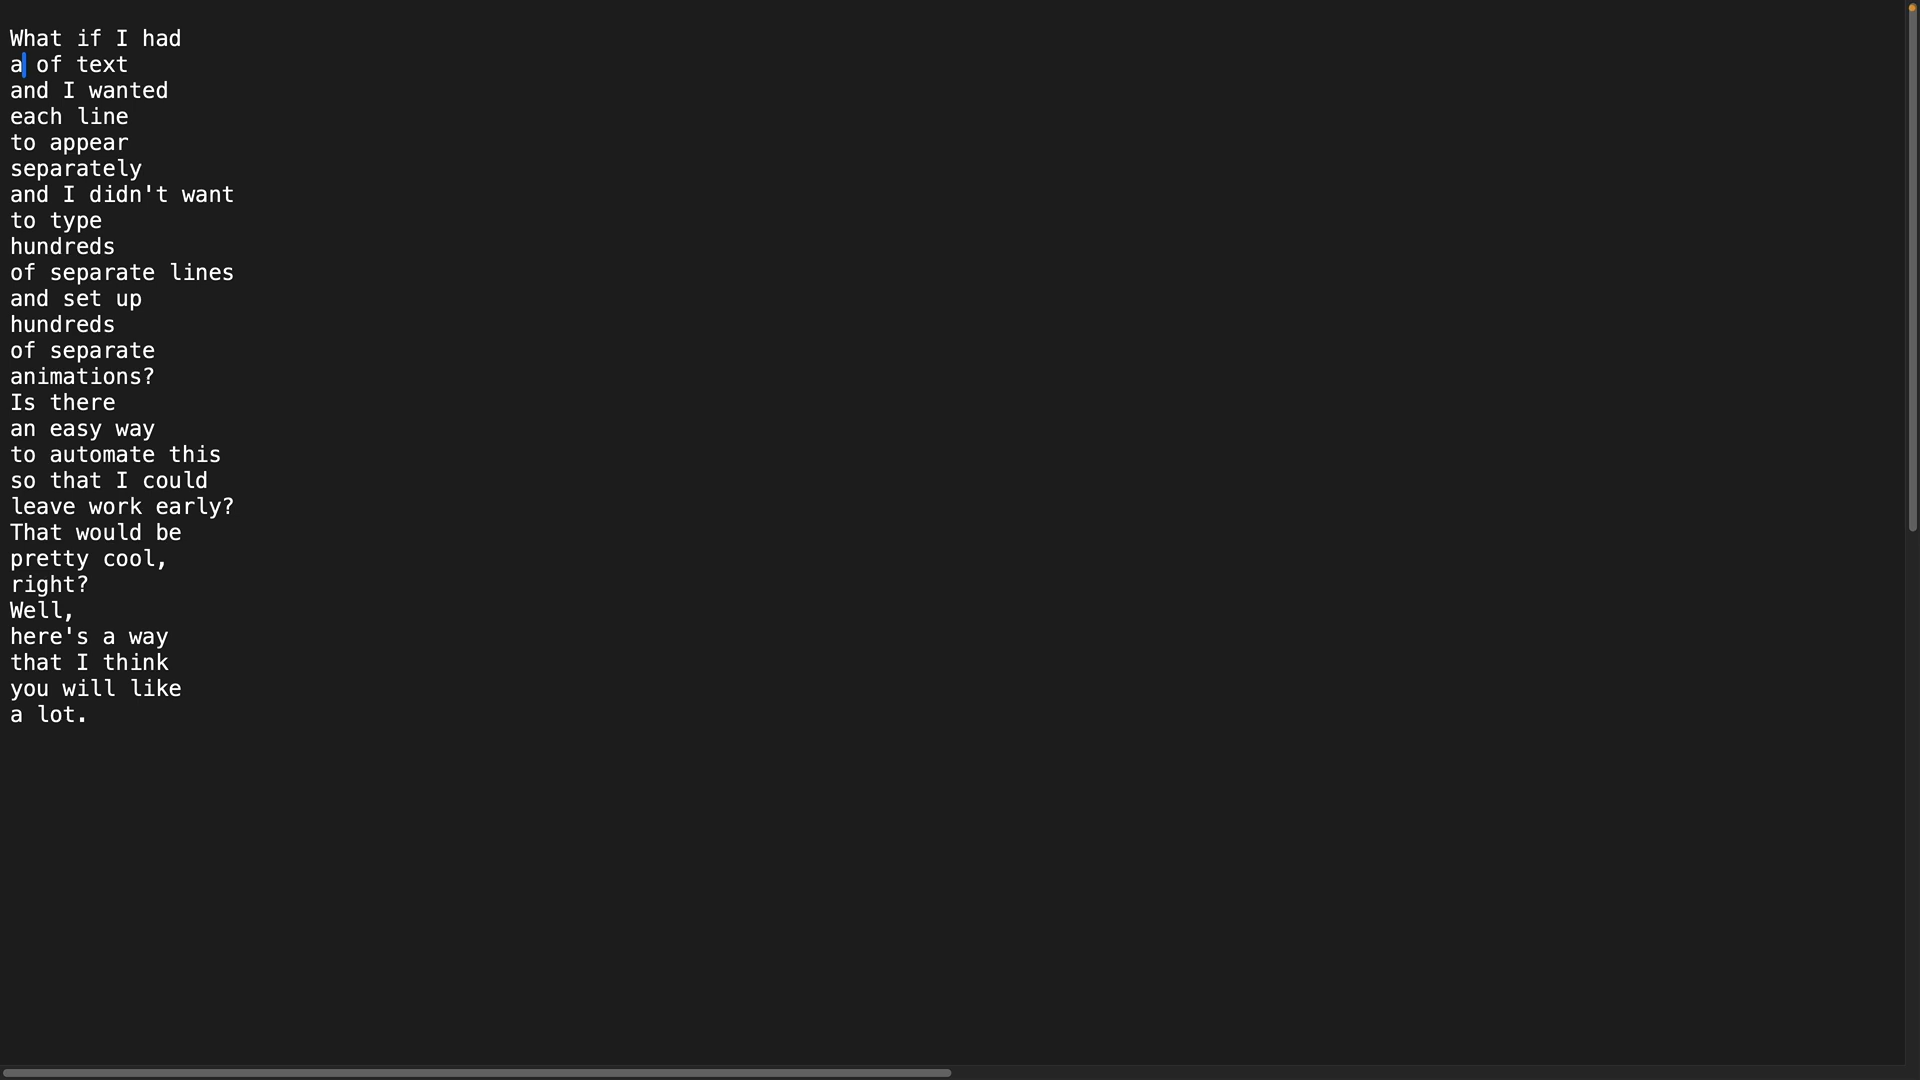 What if I had
a of text
and I wanted
each line
to appear
separately
and I didn't want
to type
hundreds
of separate lines
and set up
hundreds
of separate
animations?
Is there
an easy way
to automate this
so that I could
leave work early?
That would be
pretty cool,
right?
Well,
here's a way
that I think
you will like
a lot.